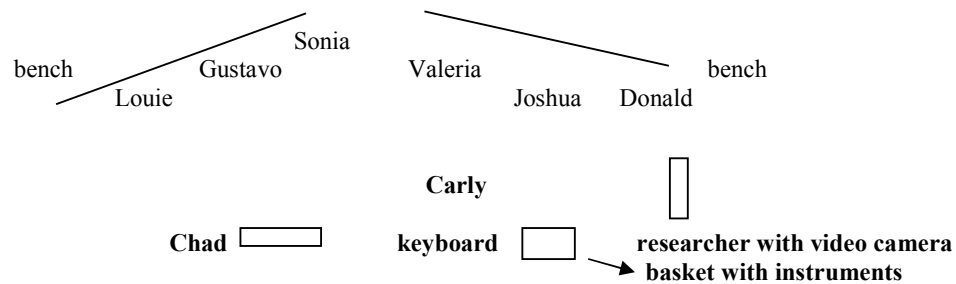 Sonia
bench Gustavo Valeria bench
Louie Joshua Donald
Carly
Chad keyboard researcher with video camera
basket with instruments